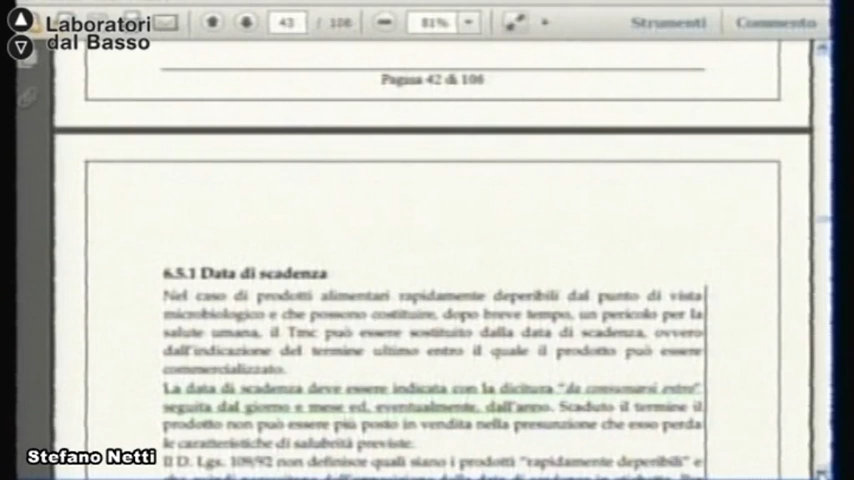 Laboratori
dal Basso
43 / 106
81%
Strumenti
Commento
Pagina 42 di 106
6.5.1 Data di scadenza
Nel caso di prodotti alimentari rapidamente deperibili dal punto di vista
microbiologico e che possono costituire, dopo breve tempo, un pericolo per la
salute umana, il Tmc può essere sostituito dalla data di scadenza, ovvero
dall'indicazione del termine ultimo entro il quale il prodotto può essere
commercializzato.
La data di scadenza deve essere indicata con la dicitura "da consumarsi entro"
seguita dal giorno e mese ed, eventualmente, dall'anno. Scaduto il termine il
prodotto non può essere più posto in vendita nella presunzione che esso perda
le caratteristiche di salubrità previste.
Il D. Lgs. 109/92 non definisce quali siano i prodotti "rapidamente deperibili" e
Stefano Netti